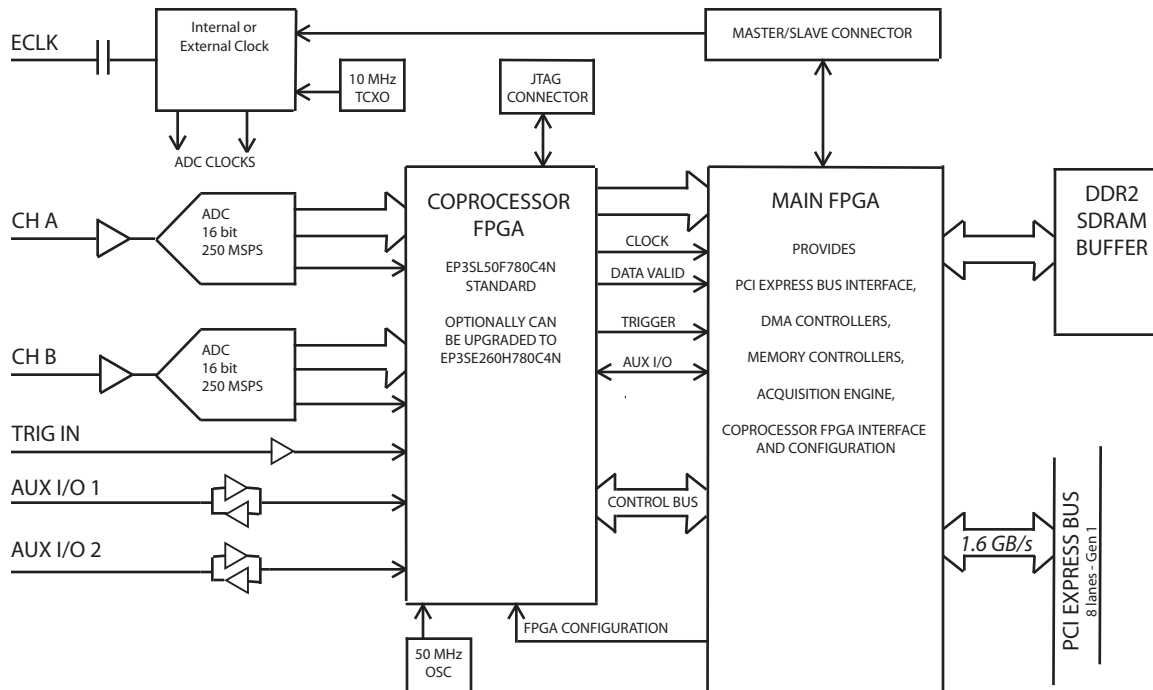 ECLK
Internal or
External Clock
MASTER/SLAVE CONNECTOR
10 MHz
TCXO
JTAG
CONNECTOR
ADC CLOCKS
CH A
ADC
16 bit
250 MSPS
COPROCESSOR
FPGA
EP3SL50F780C4N
STANDARD
OPTIONALLY CAN
BE UPGRADED TO
EP3SE260H780C4N
CLOCK
DATA VALID
TRIGGER
AUX I/O
MAIN FPGA
PROVIDES
PCI EXPRESS BUS INTERFACE,
DMA CONTROLLERS,
MEMORY CONTROLLERS,
ACQUISITION ENGINE,
COPROCESSOR FPGA INTERFACE
AND CONFIGURATION
DDR2
SDRAM
BUFFER
CH B
ADC
16 bit
250 MSPS
TRIG IN
AUX I/O 1
AUX I/O 2
CONTROL BUS
1.6 GB/s
PCI EXPRESS BUS
8 lanes - Gen 1
FPGA CONFIGURATION
50 MHz
OSC